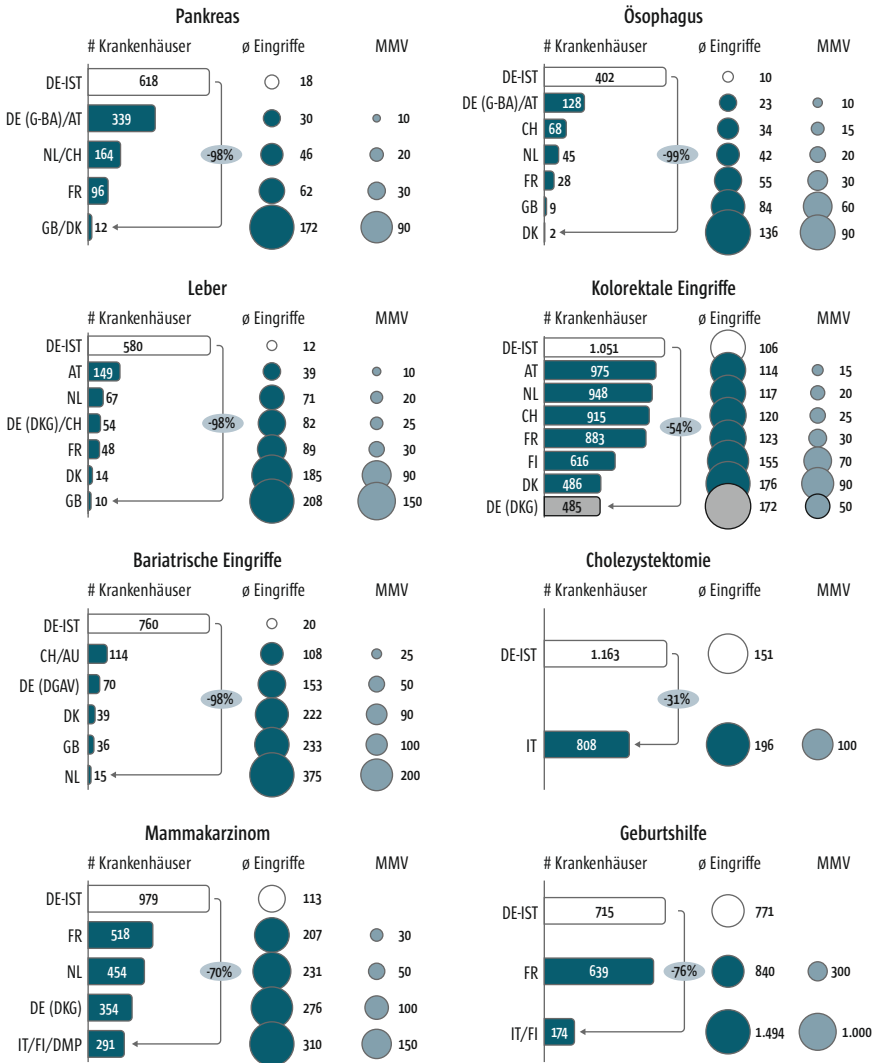 Pankreas
# Krankenhäuser ø Eingriffe MMV
DE-IST 618 18
DE (G-BA)/AT 339 30 10
NL/CH 164 -98% 46 20
FR 96 62 30
GB/DK 12 172 90
Ösophagus
# Krankenhäuser ø Eingriffe MMV
DE-IST 402 10
DE (G-BA)/AT 128 23 10
CH 68 34 15
NL 45 -99% 42 20
FR 28 55 30
GB 9 84 60
DK 2 136 90
Leber
# Krankenhäuser ø Eingriffe MMV
DE-IST 580 12
AT 149 39 10
NL 67 71 20
DE (DKG)/CH 54 -98% 82 25
FR 48 89 30
DK 14 185 90
GB 10 208 150
Kolorektale Eingriffe
# Krankenhäuser ø Eingriffe MMV
DE-IST 1.051 106
AT 975 114 15
NL 948 117 20
CH 915 120 25
FR 883 -54% 123 30
FI 616 155 70
DK 486 176 90
DE (DKG) 485 172 50
Bariatrische Eingriffe
# Krankenhäuser ø Eingriffe MMV
DE-IST 760 20
CH/AU 114 108 25
DE (DGAV) 70 -98% 153 50
DK 39 222 90
GB 36 233 100
NL 15 375 200
Cholezystektomie
# Krankenhäuser ø Eingriffe MMV
DE-IST 1.163 151
-31%
IT 808 196 100
Mammakarzinom
# Krankenhäuser ø Eingriffe MMV
DE-IST 979 113
FR 518 207 30
NL 454 -70% 231 50
DE (DKG) 354 276 100
IT/FI/DMP 291 310 150
Geburtshilfe
# Krankenhäuser ø Eingriffe MMV
DE-IST 715 771
FR 639 -76% 840 300
IT/FI 174 1.494 1.000